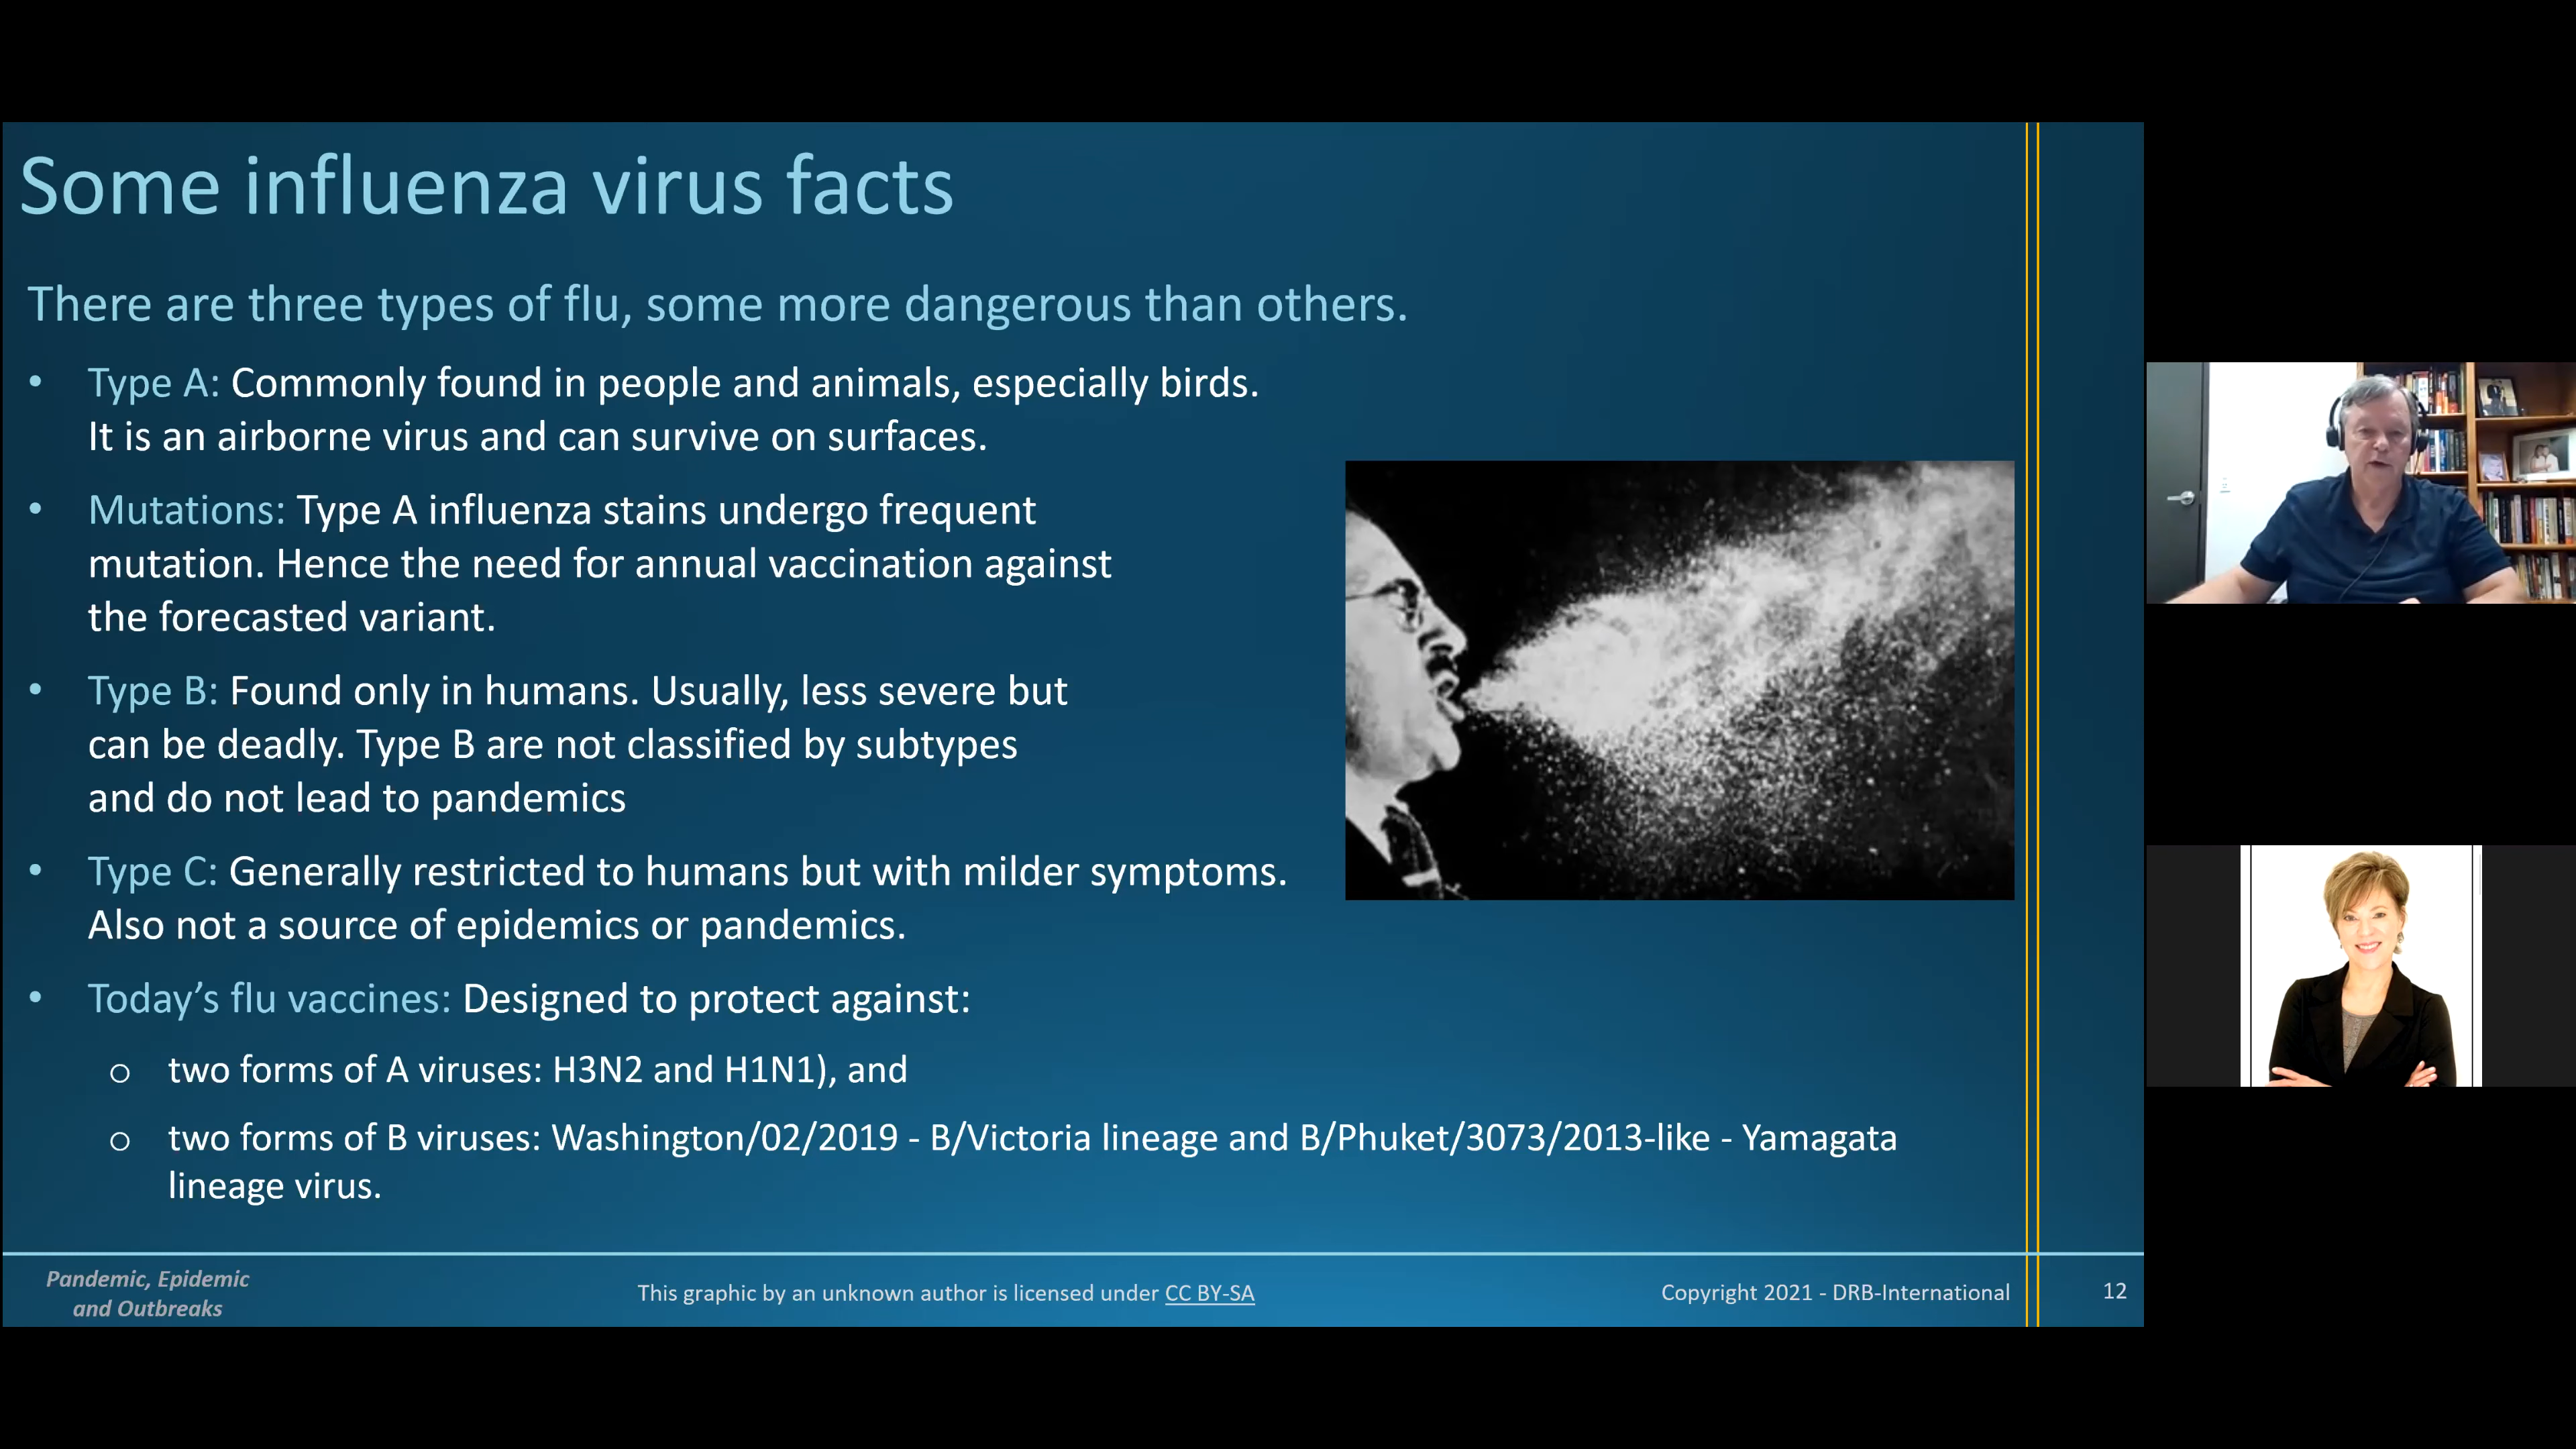 Some influenza virus facts
There are three types of flu, some more dangerous than others.
• Type A: Commonly found in people and animals, especially birds.
It is an airborne virus and can survive on surfaces.
• Mutations: Type A influenza stains undergo frequent
mutation. Hence the need for annual vaccination against
the forecasted variant.
• Type B: Found only in humans. Usually, less severe but
can be deadly. Type B are not classified by subtypes
and do not lead to pandemics
• Type C: Generally restricted to humans but with milder symptoms.
Also not a source of epidemics or pandemics.
• Today’s flu vaccines: Designed to protect against:
o two forms of A viruses: H3N2 and H1N1), and
o two forms of B viruses: Washington/02/2019 - B/Victoria lineage and B/Phuket/3073/2013-like - Yamagata
lineage virus.
Pandemic, Epidemic
and Outbreaks
This graphic by an unknown author is licensed under CC BY-SA
Copyright 2021 - DRB-International
12